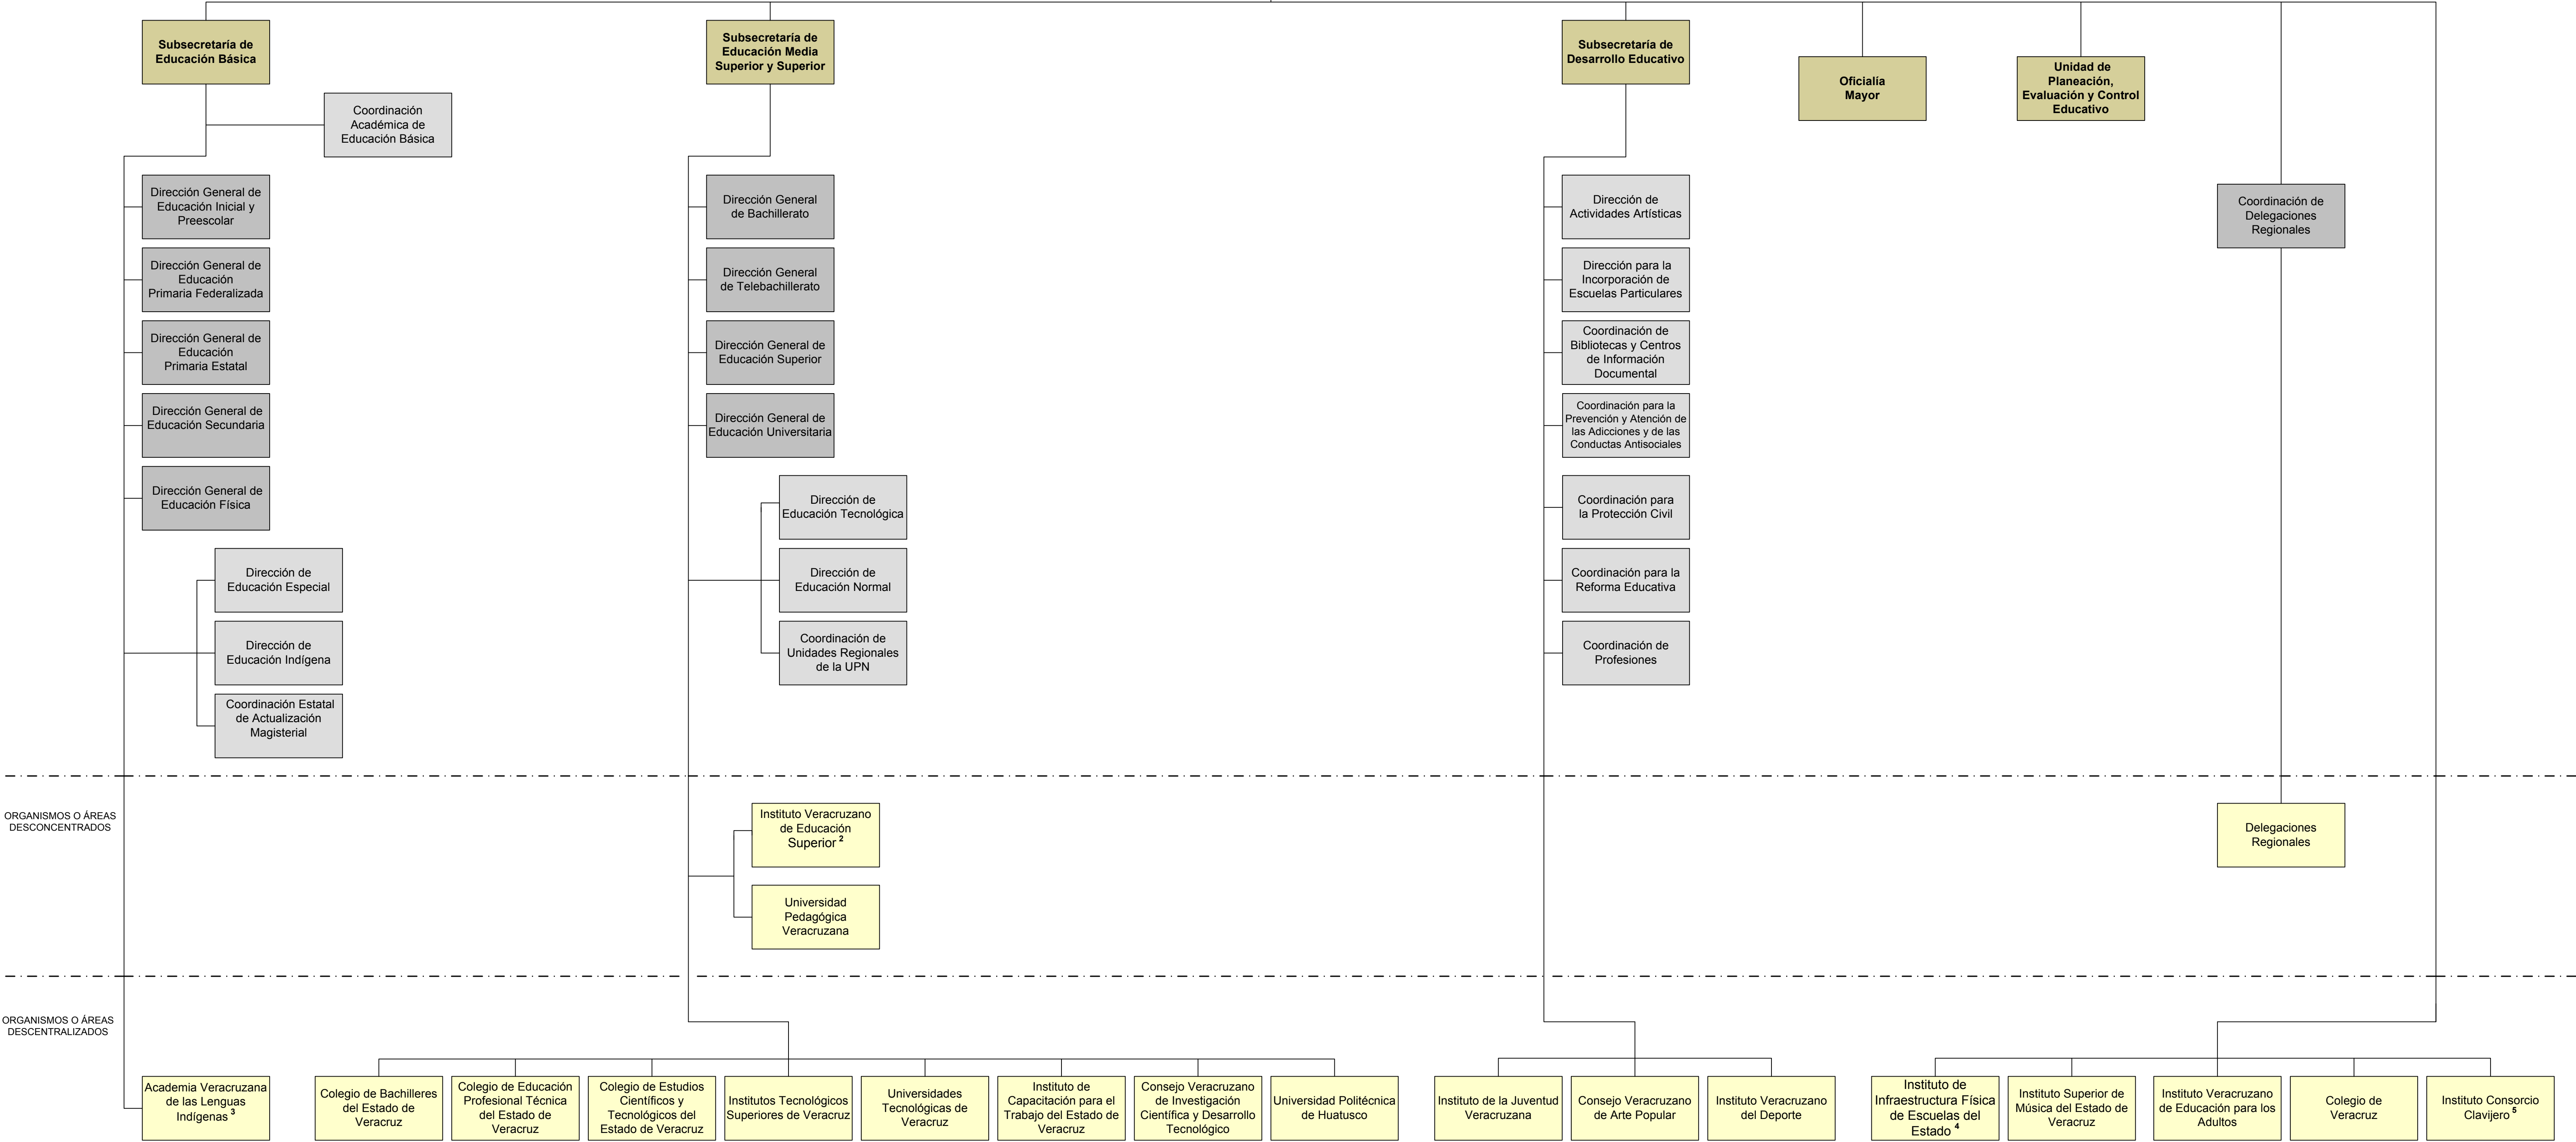 Subsecretaría de
Educación Básica
Subsecretaría de
Educación Media
Superior y Superior
Subsecretaría de
Desarrollo Educativo
Oficialía
Mayor
Unidad de
Planeación,
Evaluación y Control
Educativo
Coordinación
Académica de
Educación Básica
Dirección General de
Educación Inicial y
Preescolar
Dirección General de
Educación
Primaria Federalizada
Dirección General de
Educación
Primaria Estatal
Dirección General de
Educación Secundaria
Dirección General de
Educación Física
Dirección de
Educación Especial
Dirección de
Educación Indígena
Coordinación Estatal
de Actualización
Magisterial
Dirección General
de Bachillerato
Dirección General
de Telebachillerato
Dirección General de
Educación Superior
Dirección General de
Educación Universitaria
Dirección de
Educación Tecnológica
Dirección de
Educación Normal
Coordinación de
Unidades Regionales
de la UPN
Dirección de
Actividades Artísticas
Dirección para la
Incorporación de
Escuelas Particulares
Coordinación de
Bibliotecas y Centros
de Información
Documental
Coordinación para la
Prevención y Atención de
las Adicciones y de las
Conductas Antisociales
Coordinación para
la Protección Civil
Coordinación para la
Reforma Educativa
Coordinación de
Profesiones
Coordinación de
Delegaciones
Regionales
ORGANISMOS O ÁREAS
DESCONCENTRADOS
Instituto Veracruzano
de Educación
Superior 2
Universidad
Pedagógica
Veracruzana
Delegaciones
Regionales
ORGANISMOS O ÁREAS
DESCENTRALIZADOS
Academia Veracruzana
de las Lenguas
Indígenas 3
Colegio de Bachilleres
del Estado de
Veracruz
Colegio de Educación
Profesional Técnica
del Estado de
Veracruz
Colegio de Estudios
Científicos y
Tecnológicos del
Estado de Veracruz
Institutos Tecnológicos
Superiores de Veracruz
Universidades
Tecnológicas de
Veracruz
Instituto de
Capacitación para el
Trabajo del Estado de
Veracruz
Consejo Veracruzano
de Investigación
Científica y Desarrollo
Tecnológico
Universidad Politécnica
de Huatusco
Instituto de la Juventud
Veracruzana
Consejo Veracruzano
de Arte Popular
Instituto Veracruzano
del Deporte
Instituto de
Infraestructura Física
de Escuelas del
Estado 4
Instituto Superior de
Música del Estado de
Veracruz
Instituto Veracruzano
de Educación para los
Adultos
Colegio de
Veracruz
Instituto Consorcio
Clavijero 5